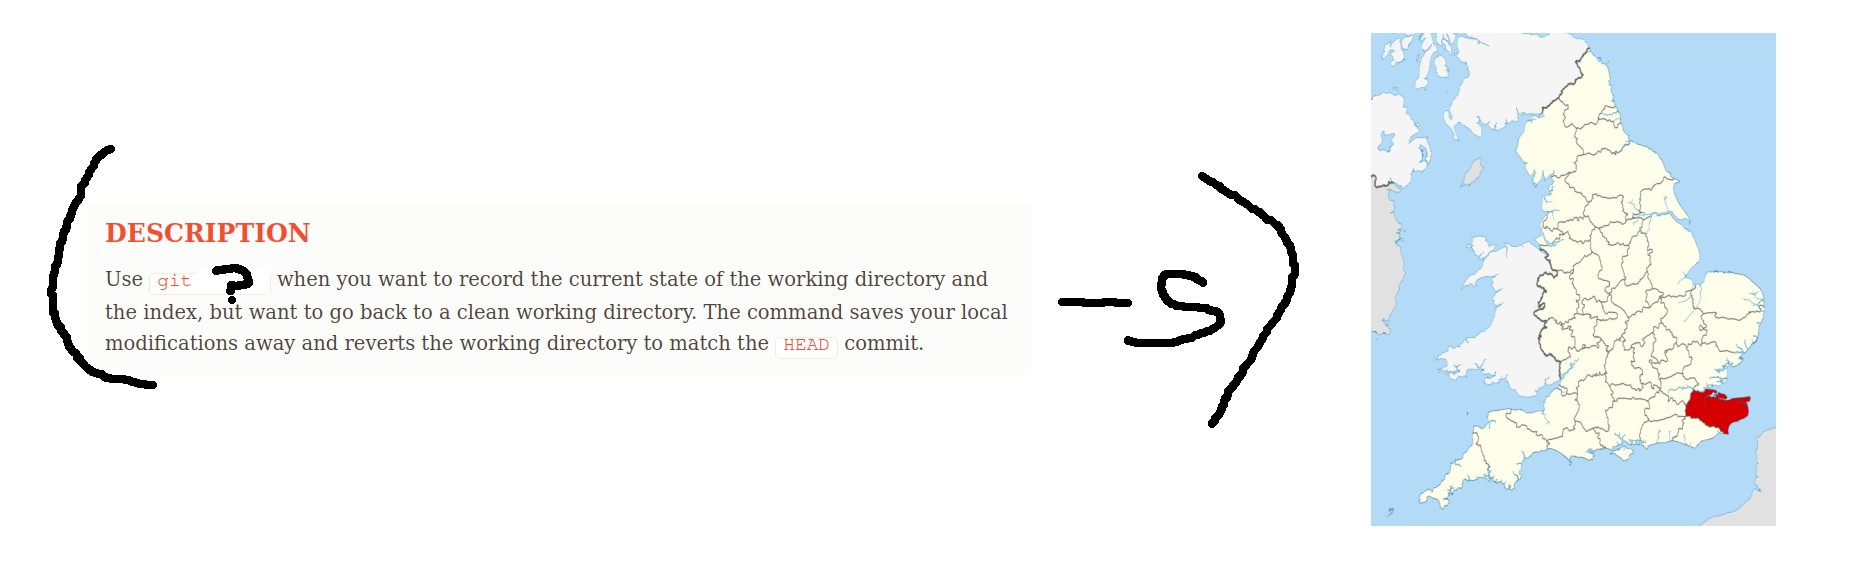 DESCRIPTION
Use git ? when you want to record the current state of the working directory and
the index, but want to go back to a clean working directory. The command saves your local
modifications away and reverts the working directory to match the HEAD commit.
( - S )